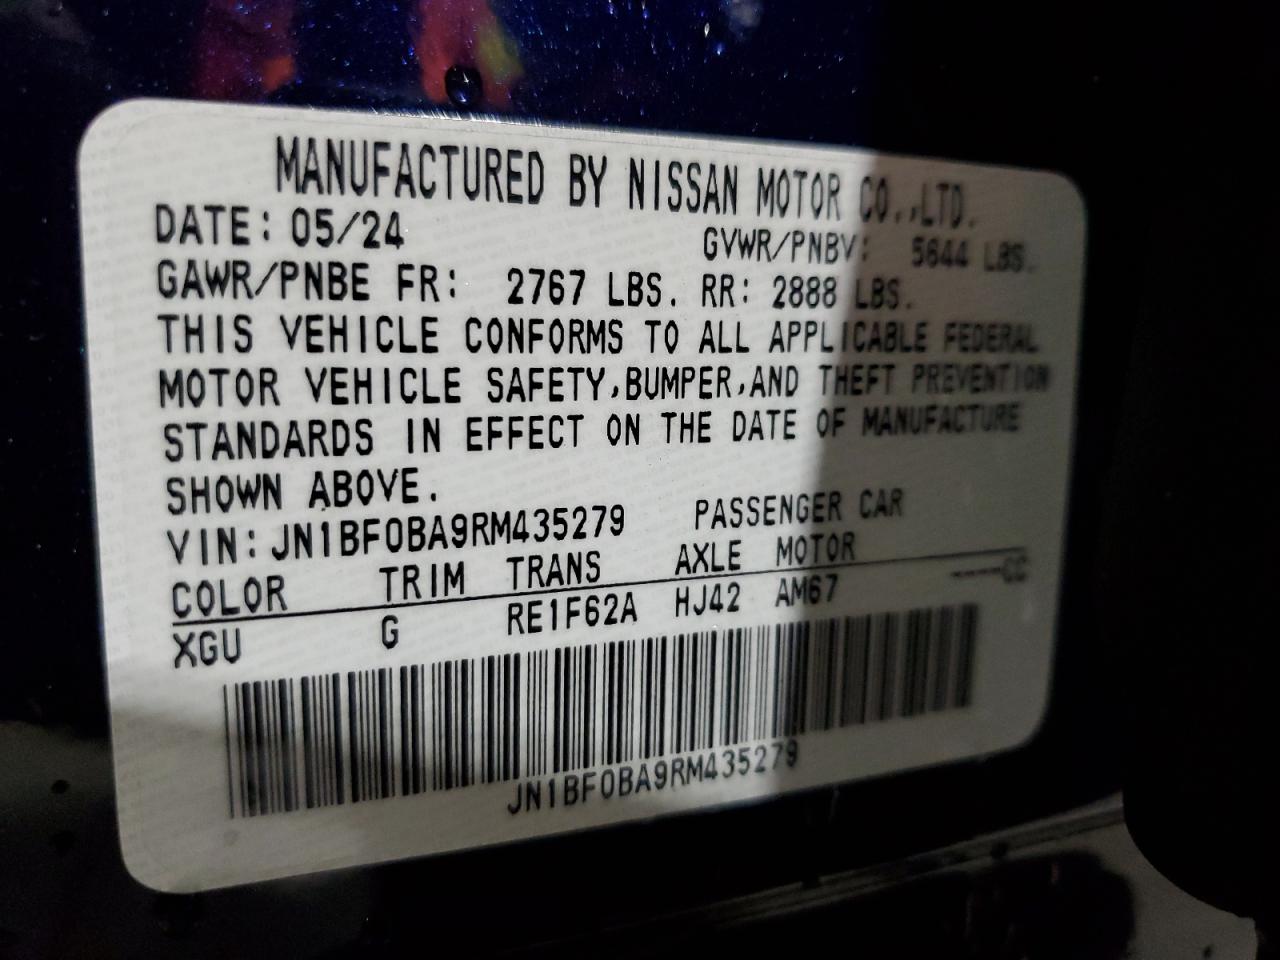 MANUFACTURED BY NISSAN MOTOR CO.,LTD.
DATE: 05/24 GVWR/PNBV: 5644 LBS.
GAWR/PNBE FR: 2767 LBS. RR: 2888 LBS.
THIS VEHICLE CONFORMS TO ALL APPLICABLE FEDERAL
MOTOR VEHICLE SAFETY,BUMPER,AND THEFT PREVENTION
STANDARDS IN EFFECT ON THE DATE OF MANUFACTURE
SHOWN ABOVE.
VIN: JN1BF0BA9RM435279 PASSENGER CAR
COLOR TRIM TRANS AXLE MOTOR
XGU G RE1F62A HJ42 AM67 ----CC
JN1BF0BA9RM435279